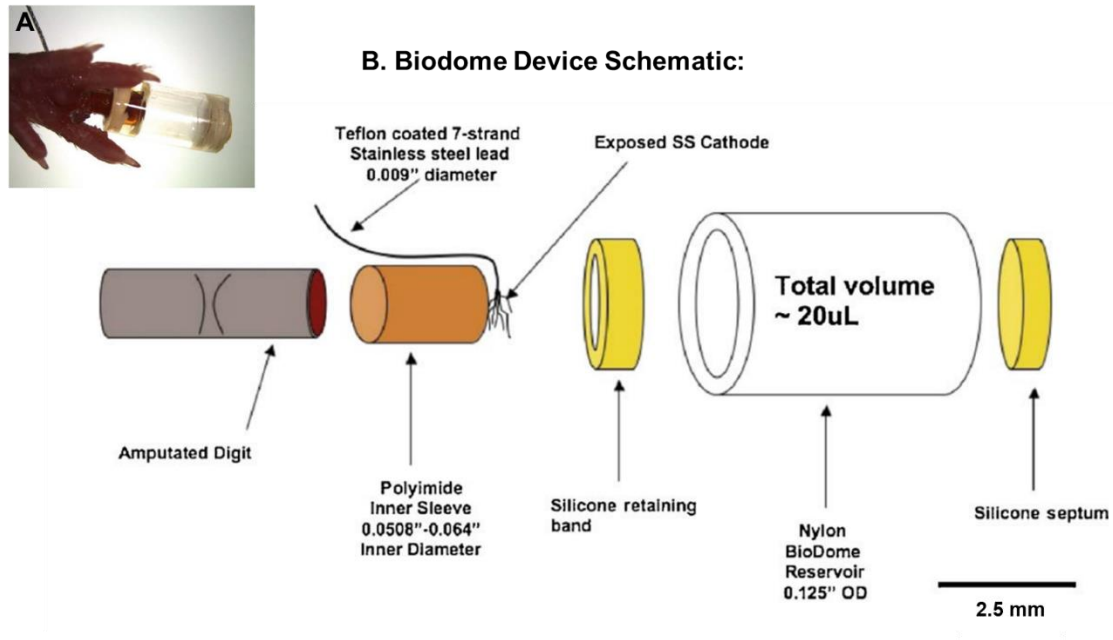 A
B. Biodome Device Schematic:
Teflon coated 7-strand
Stainless steel lead
0.009” diameter
Exposed SS Cathode
Total volume
~ 20uL
Amputated Digit
Polyimide
Inner Sleeve
0.0508”-0.064”
Inner Diameter
Silicone retaining
band
Nylon
BioDome
Reservoir
0.125” OD
Silicone septum
2.5 mm